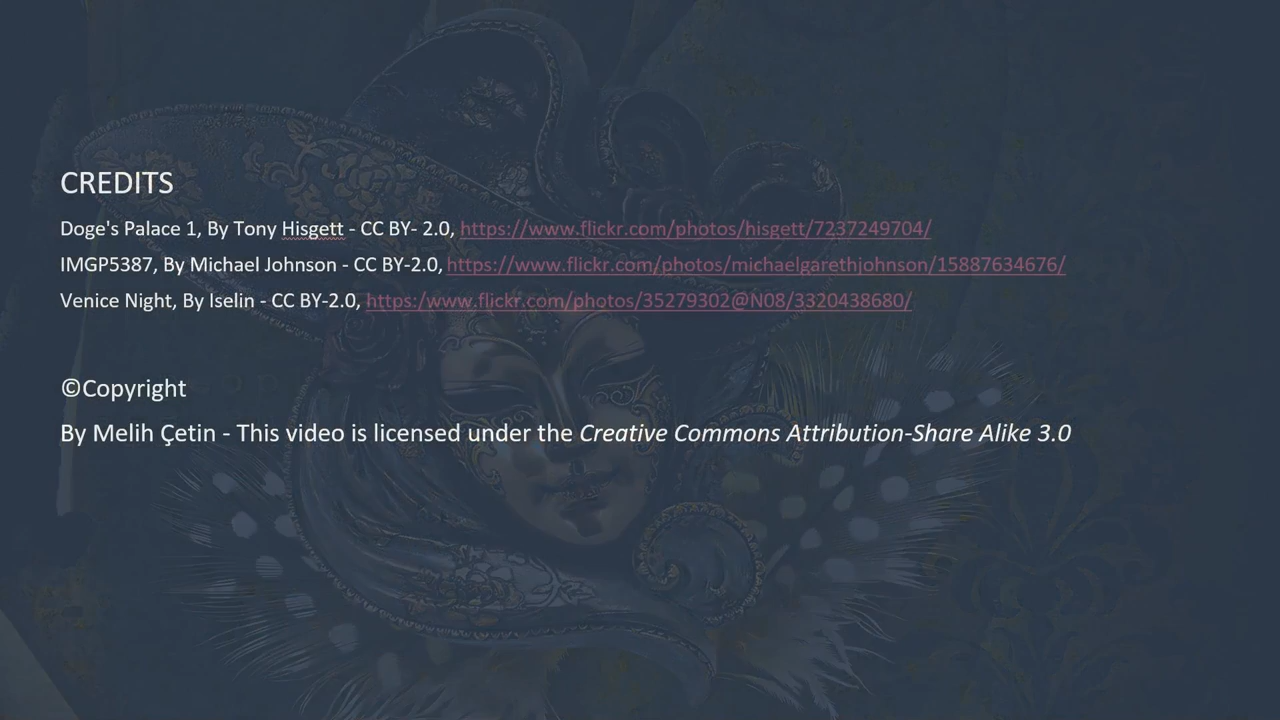 CREDITS
Doge's Palace 1, By Tony Hisgett - CC BY- 2.0, https://www.flickr.com/photos/hisgett/7237249704/
IMGP5387, By Michael Johnson - CC BY-2.0, https://www.flickr.com/photos/michaelgarethjohnson/15887634676/
Venice Night, By Iselin - CC BY-2.0, https:/www.flickr.com/photos/35279302@N08/3320438680/
©Copyright
By Melih Çetin - This video is licensed under the Creative Commons Attribution-Share Alike 3.0